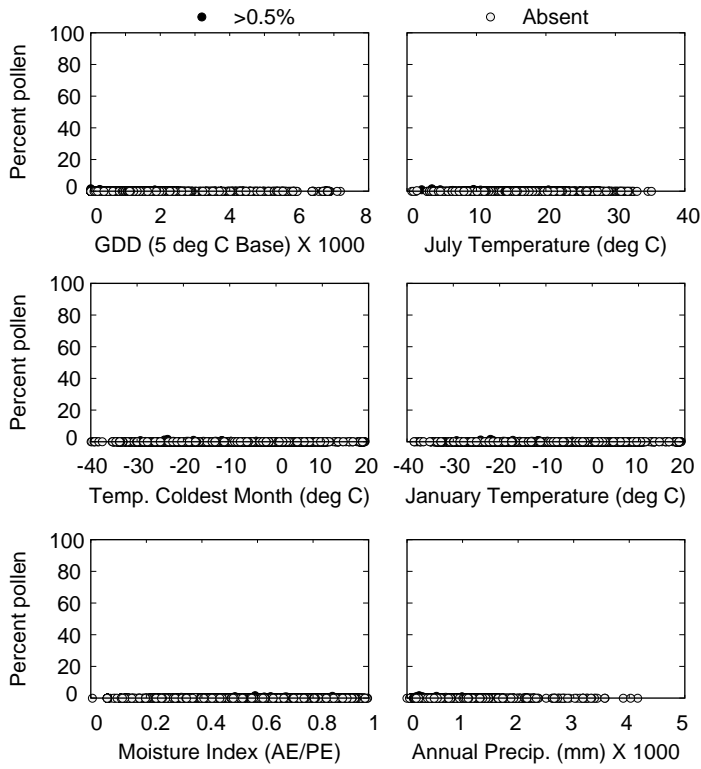 >0.5% Absent
100
80
60
40
20
0
Percent pollen
0 2 4 6 8
GDD (5 deg C Base) X 1000
0 10 20 30 40
July Temperature (deg C)
100
80
60
40
20
0
Percent pollen
-40 -30 -20 -10 0 10 20
Temp. Coldest Month (deg C)
-40 -30 -20 -10 0 10 20
January Temperature (deg C)
100
80
60
40
20
0
Percent pollen
0 0.2 0.4 0.6 0.8 1
Moisture Index (AE/PE)
0 1 2 3 4 5
Annual Precip. (mm) X 1000